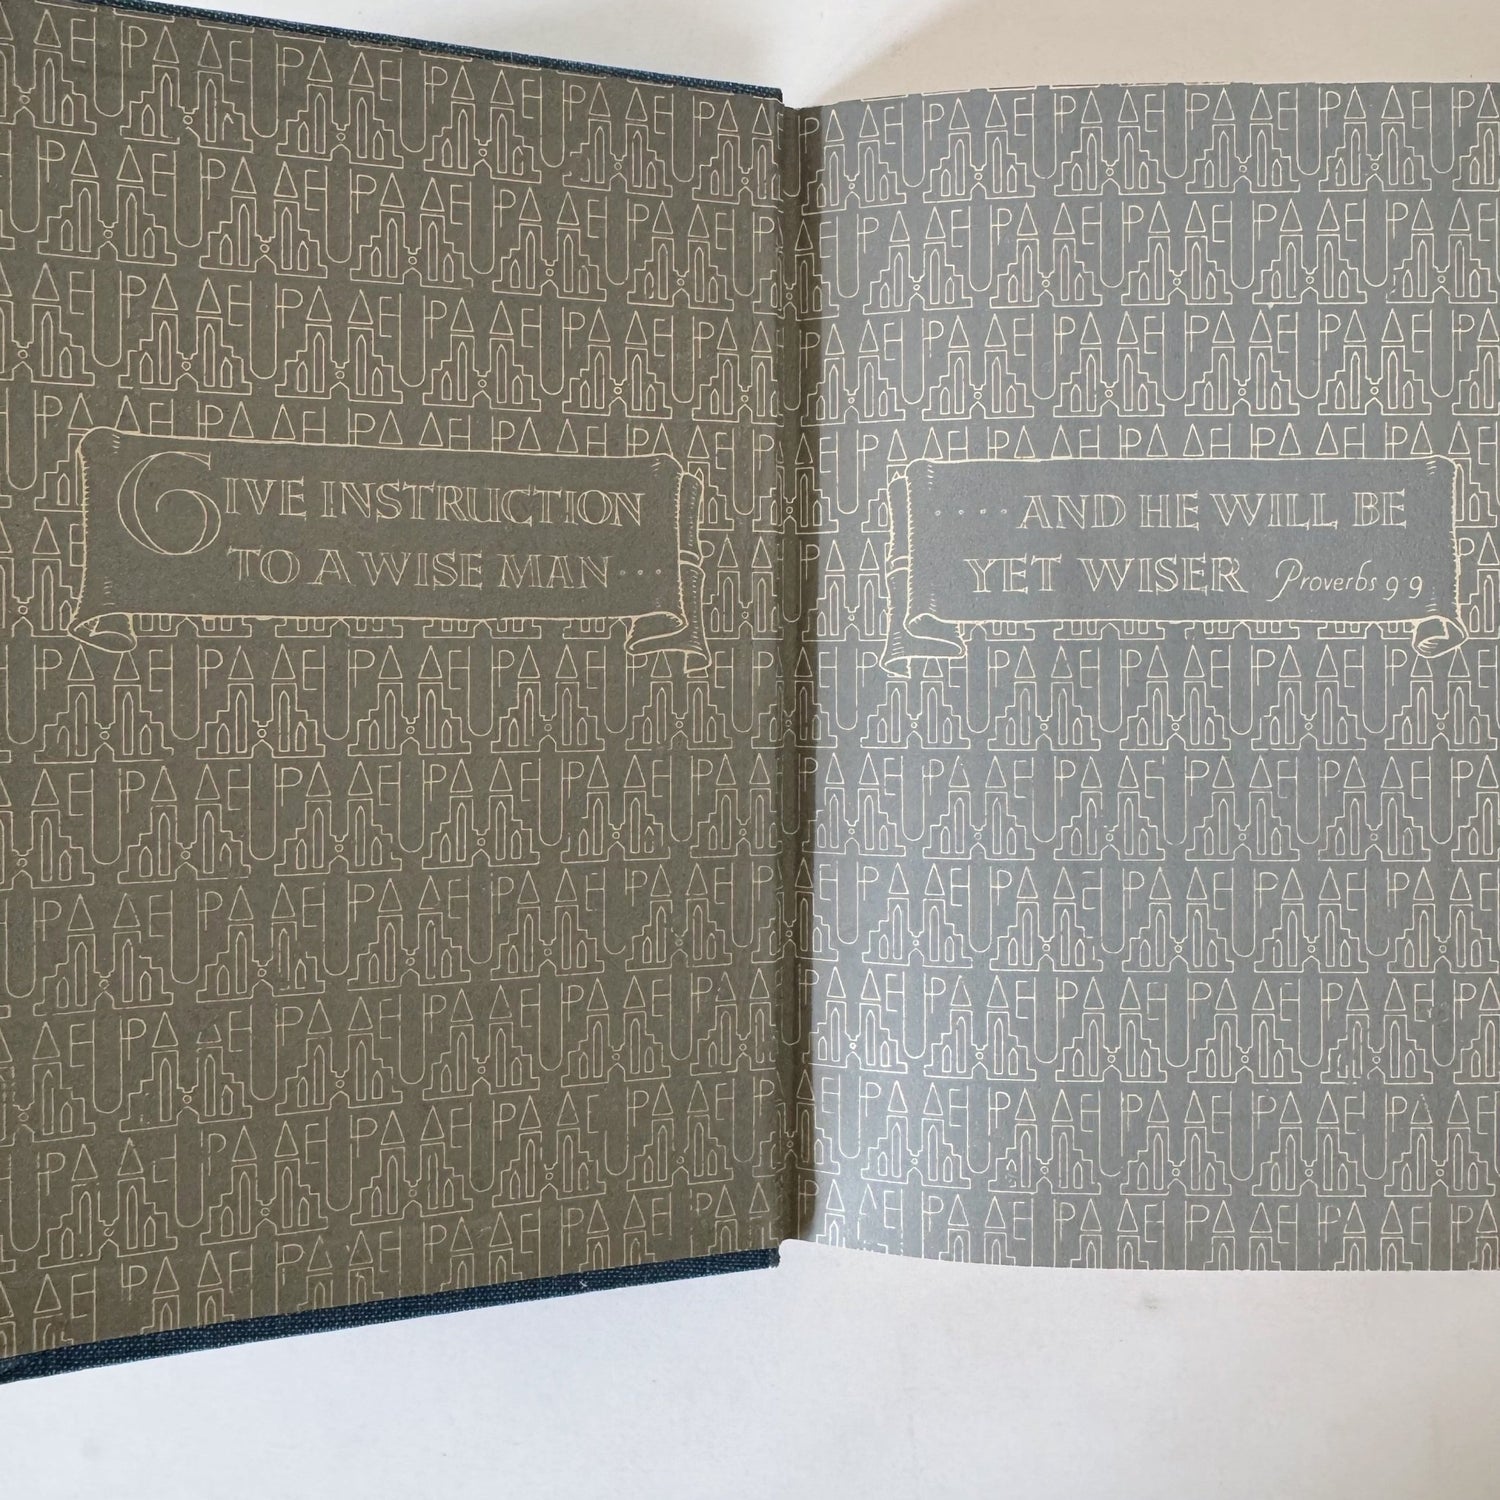 GIVE INSTRUCTION
TO A WISE MAN ...
.... AND HE WILL BE
YET WISER Proverbs 9·9